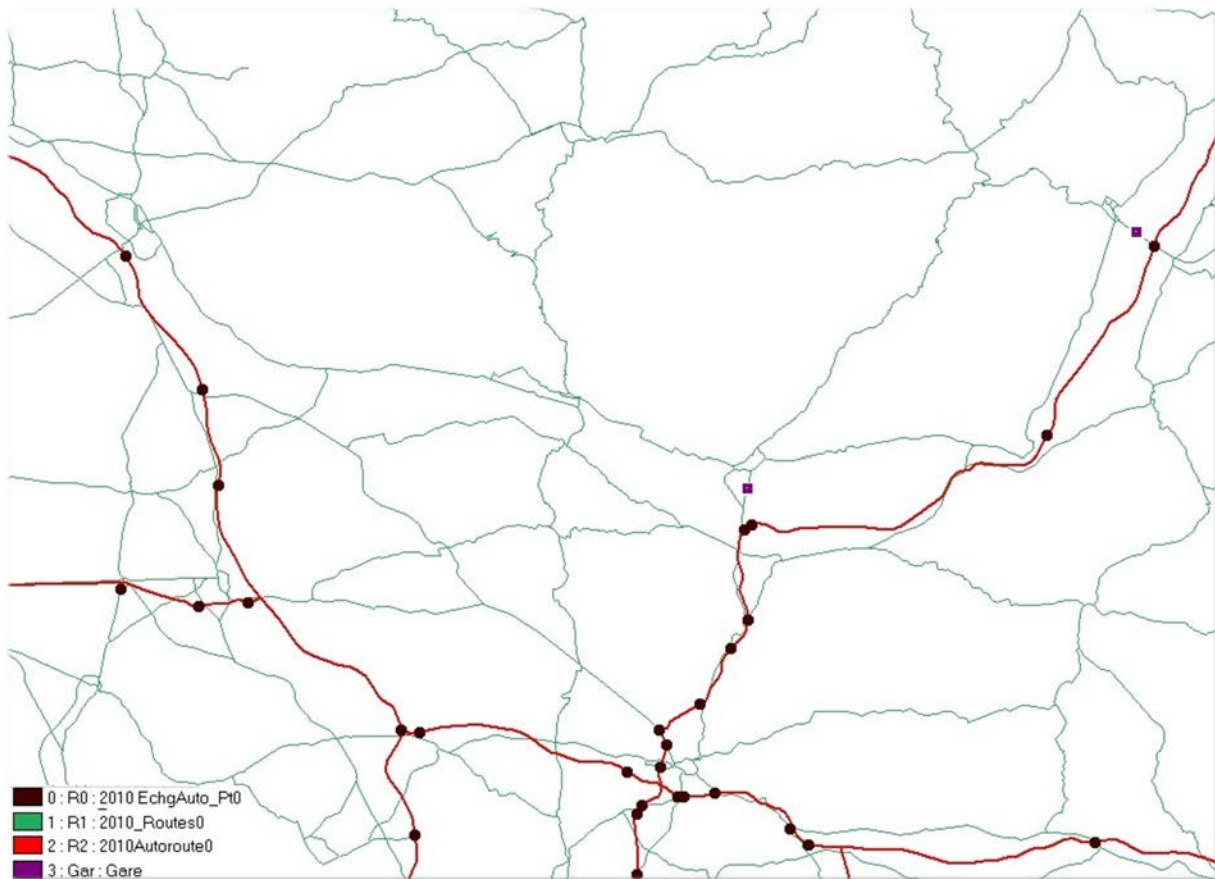 0 : R0 : 2010 EchgAuto_Pt0
1 : R1 : 2010_Routes0
2 : R2 : 2010Autoroute0
3 : Gar : Gare